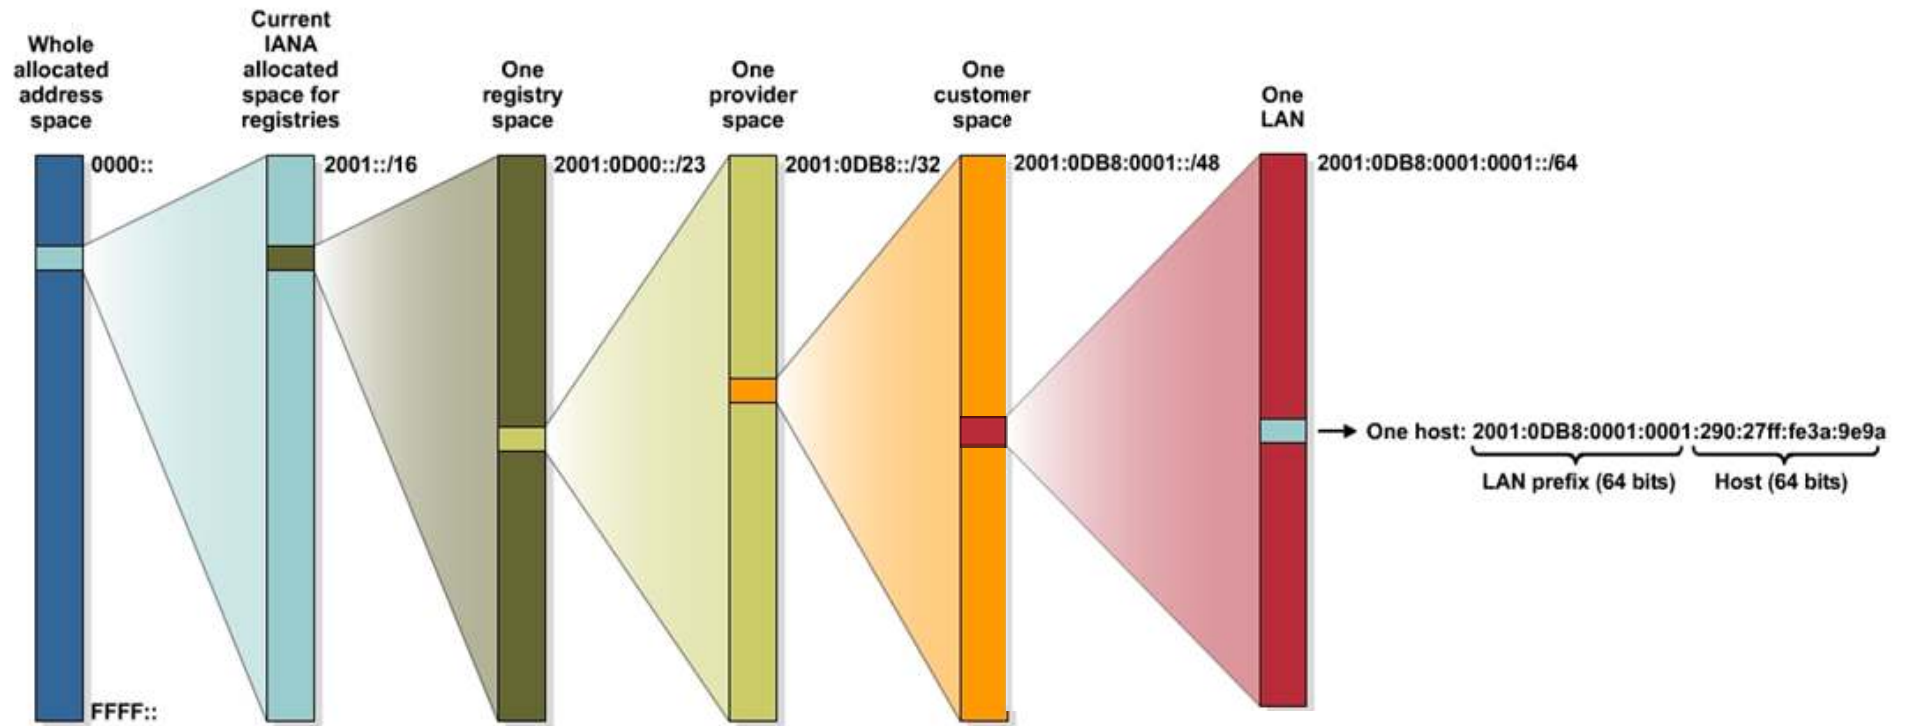 Whole
allocated
address
space
Current
IANA
allocated
space for
registries
One
registry
space
One
provider
space
One
customer
space
One
LAN
0000::
2001::/16
2001:0D00::/23
2001:0DB8::/32
2001:0DB8:0001::/48
2001:0DB8:0001:0001::/64
One host: 2001:0DB8:0001:0001:290:27ff:fe3a:9e9a
LAN prefix (64 bits)
Host (64 bits)
FFFF::